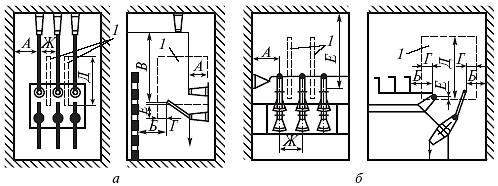 1
А Ж
Д
1
В
А
Г
Б Г
а
А
1
Е
Ж
1
Г Г
Д
Б Е Б
б